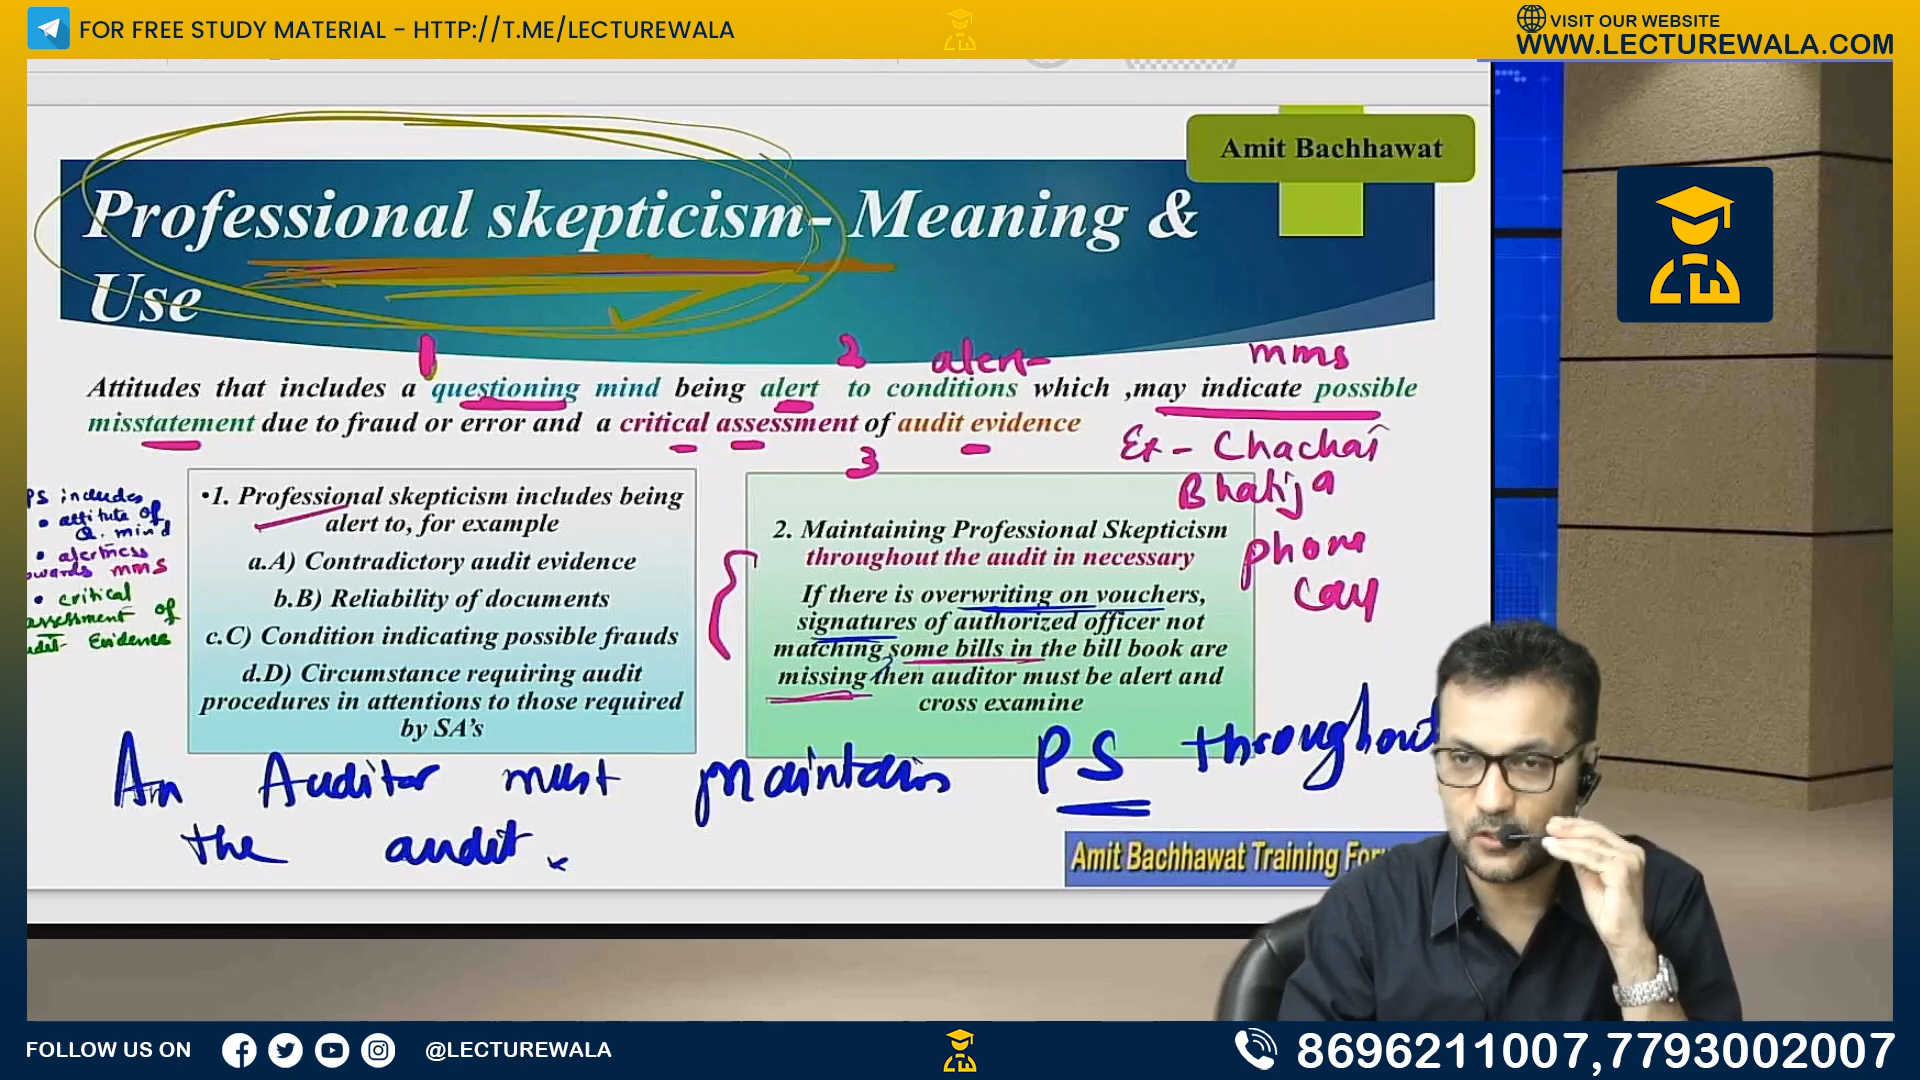 FOR FREE STUDY MATERIAL - HTTP://T.ME/LECTUREWALA
VISIT OUR WEBSITE
WWW.LECTUREWALA.COM
Amit Bachhawat
Professional skepticism- Meaning &
Use
1
2
alert
mms
Attitudes that includes a questioning mind being alert to conditions which ,may indicate possible
misstatement due to fraud or error and a critical assessment of audit evidence
3
Ex - Chachai
Bhatija
phone
PS includes
• attitute of
Q. mind
• alertness
towards mms
• critical
assessment of
audit Evidence
•1. Professional skepticism includes being
alert to, for example
a.A) Contradictory audit evidence
b.B) Reliability of documents
c.C) Condition indicating possible frauds
d.D) Circumstance requiring audit
procedures in attentions to those required
by SA's
2. Maintaining Professional Skepticism
throughout the audit in necessary
If there is overwriting on vouchers,
signatures of authorized officer not
matching some bills in the bill book are
missing then auditor must be alert and
cross examine
An Auditor must maintain PS throughout
the audit.
Amit Bachhawat Training
FOLLOW US ON
@LECTUREWALA
8696211007,7793002007